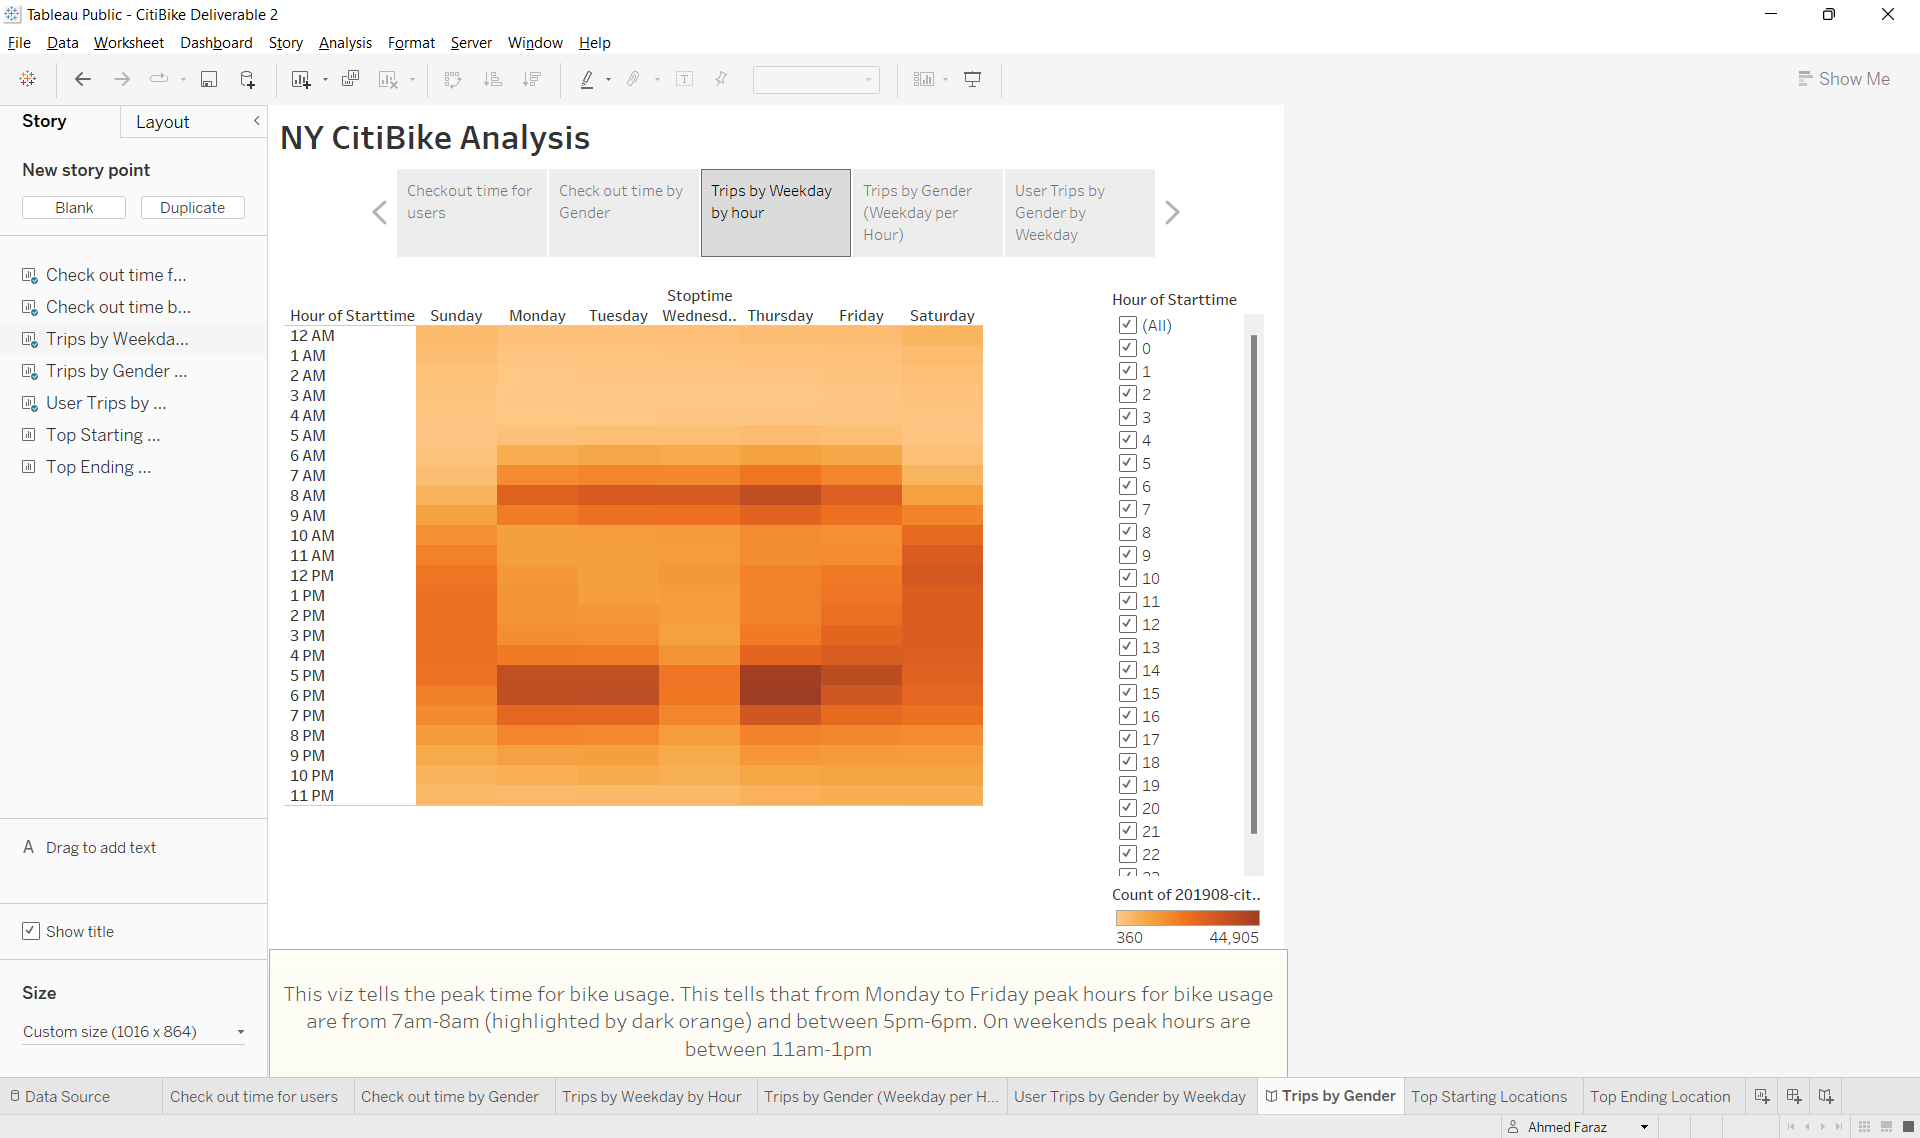 Tableau Public - CitiBike Deliverable 2
File Data Worksheet Dashboard Story Analysis Format Server Window Help
Show Me
Story Layout
New story point
Blank Duplicate
Check out time f...
Check out time b...
Trips by Weekda...
Trips by Gender ...
User Trips by ...
Top Starting ...
Top Ending ...
A Drag to add text
Show title
Size
Custom size (1016 x 864)
NY CitiBike Analysis
Checkout time for
users
Check out time by
Gender
Trips by Weekday
by hour
Trips by Gender
(Weekday per
Hour)
User Trips by
Gender by
Weekday
Stoptime
Hour of Starttime Sunday Monday Tuesday Wednesd.. Thursday Friday Saturday
12 AM
1 AM
2 AM
3 AM
4 AM
5 AM
6 AM
7 AM
8 AM
9 AM
10 AM
11 AM
12 PM
1 PM
2 PM
3 PM
4 PM
5 PM
6 PM
7 PM
8 PM
9 PM
10 PM
11 PM
Hour of Starttime
(All)
0
1
2
3
4
5
6
7
8
9
10
11
12
13
14
15
16
17
18
19
20
21
22
Count of 201908-cit..
360 44,905
This viz tells the peak time for bike usage. This tells that from Monday to Friday peak hours for bike usage
are from 7am-8am (highlighted by dark orange) and between 5pm-6pm. On weekends peak hours are
between 11am-1pm
Data Source Check out time for users Check out time by Gender Trips by Weekday by Hour Trips by Gender (Weekday per H... User Trips by Gender by Weekday Trips by Gender Top Starting Locations Top Ending Location
Ahmed Faraz